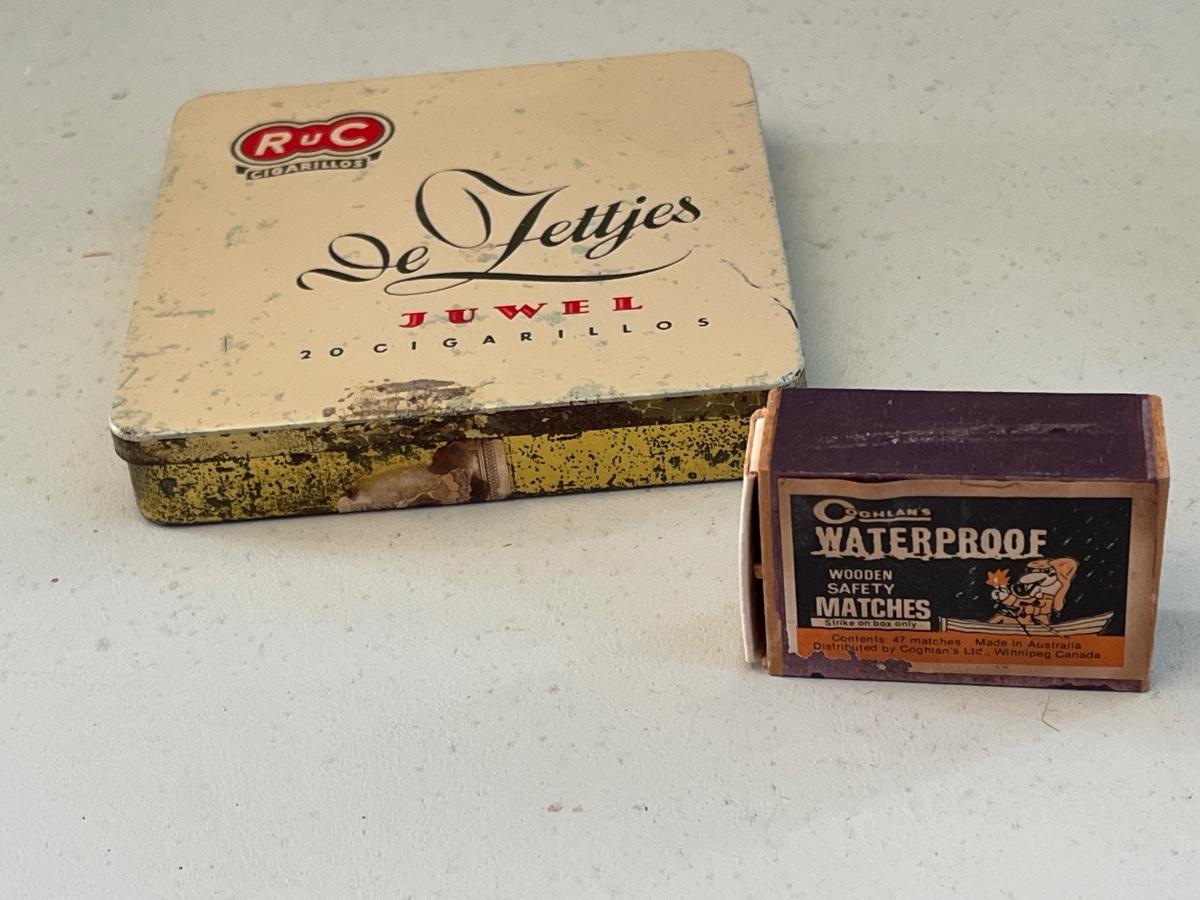 RuC
CIGARILLOS
De Jettjes
JUWEL
20 CIGARILLOS
COGHLAN'S
WATERPROOF
WOODEN
SAFETY
MATCHES
Strike on box only
Contents: 47 matches Made in Australia
Distributed by Coghlan's Ltd., Winnipeg Canada